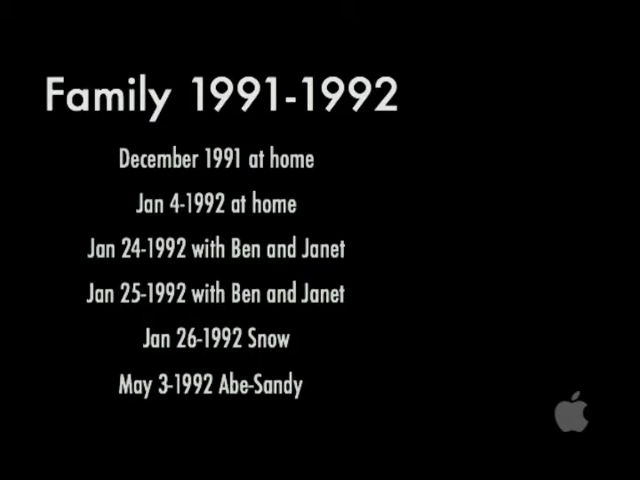 Family 1991-1992
December 1991 at home
Jan 4-1992 at home
Jan 24-1992 with Ben and Janet
Jan 25-1992 with Ben and Janet
Jan 26-1992 Snow
May 3-1992 Abe-Sandy